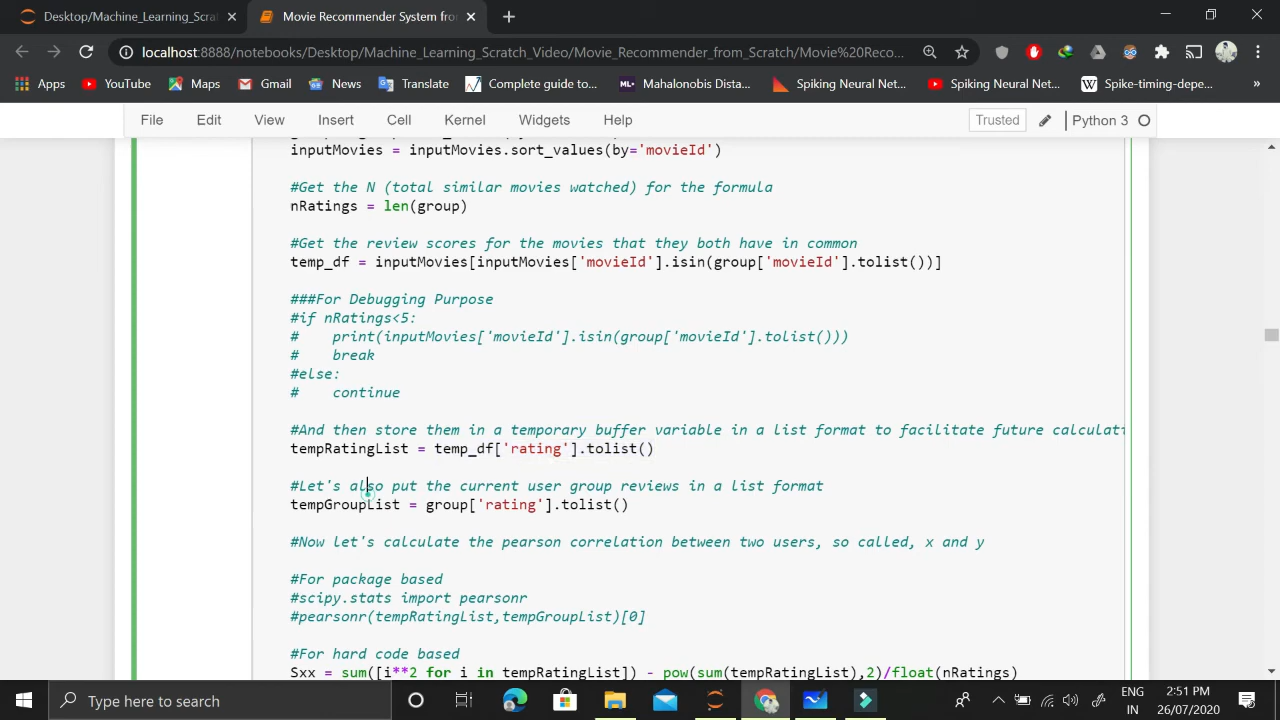 Desktop/Machine_Learning_Scrat
Movie Recommender System from
localhost:8888/notebooks/Desktop/Machine_Learning_Scratch_Video/Movie_Recommender_from_Scratch/Movie%20Reco...
Apps YouTube Maps Gmail News Translate Complete guide to... ML+ Mahalonobis Dista... Spiking Neural Net... Spiking Neural Net... Spike-timing-depe... »
File Edit View Insert Cell Kernel Widgets Help Trusted Python 3
inputMovies = inputMovies.sort_values(by='movieId')
#Get the N (total similar movies watched) for the formula
nRatings = len(group)
#Get the review scores for the movies that they both have in common
temp_df = inputMovies[inputMovies['movieId'].isin(group['movieId'].tolist())]
###For Debugging Purpose
#if nRatings<5:
#    print(inputMovies['movieId'].isin(group['movieId'].tolist()))
#    break
#else:
#    continue
#And then store them in a temporary buffer variable in a list format to facilitate future calculati
tempRatingList = temp_df['rating'].tolist()
#Let's also put the current user group reviews in a list format
tempGroupList = group['rating'].tolist()
#Now let's calculate the pearson correlation between two users, so called, x and y
#For package based
#scipy.stats import pearsonr
#pearsonr(tempRatingList,tempGroupList)[0]
#For hard code based
Sxx = sum([i**2 for i in tempRatingList]) - pow(sum(tempRatingList),2)/float(nRatings)
Type here to search
ENG
IN
2:51 PM
26/07/2020